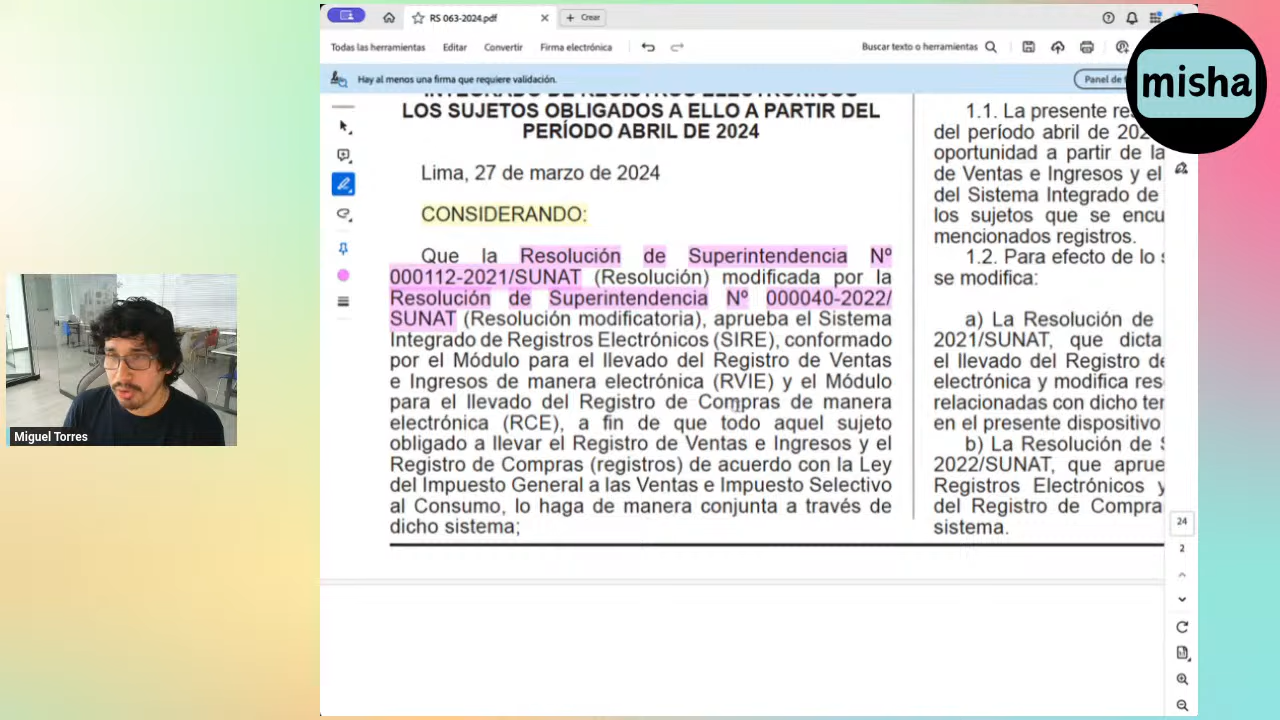 RS 063-2024.pdf
Crear
Todas las herramientas Editar Convertir Firma electrónica
Buscar texto o herramientas
Hay al menos una firma que requiere validación.
Panel de
misha
LOS SUJETOS OBLIGADOS A ELLO A PARTIR DEL
PERÍODO ABRIL DE 2024
Lima, 27 de marzo de 2024
CONSIDERANDO:
Que la Resolución de Superintendencia Nº
000112-2021/SUNAT (Resolución) modificada por la
Resolución de Superintendencia Nº 000040-2022/
SUNAT (Resolución modificatoria), aprueba el Sistema
Integrado de Registros Electrónicos (SIRE), conformado
por el Módulo para el llevado del Registro de Ventas
e Ingresos de manera electrónica (RVIE) y el Módulo
para el llevado del Registro de Compras de manera
electrónica (RCE), a fin de que todo aquel sujeto
obligado a llevar el Registro de Ventas e Ingresos y el
Registro de Compras (registros) de acuerdo con la Ley
del Impuesto General a las Ventas e Impuesto Selectivo
al Consumo, lo haga de manera conjunta a través de
dicho sistema;
1.1. La presente
del período abril de
oportunidad a partir de la
de Ventas e Ingresos y el
del Sistema Integrado de
los sujetos que se encu
mencionados registros.
1.2. Para efecto de lo
se modifica:
a) La Resolución de
2021/SUNAT, que dicta
el llevado del Registro de
electrónica y modifica res
relacionadas con dicho ter
en el presente dispositivo
b) La Resolución de
2022/SUNAT, que aprue
Registros Electrónicos y
del Registro de Compra
sistema.
24
2
Miguel Torres